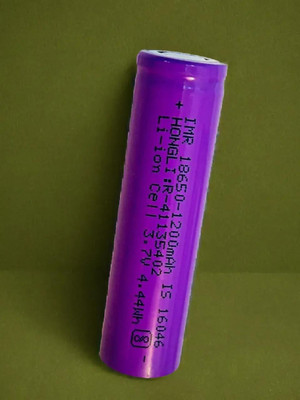 + IMR 18650-1200mAh IS 16046
HONGLI:R-41135402
Li-ion Cell 3.7V 4.44Wh -